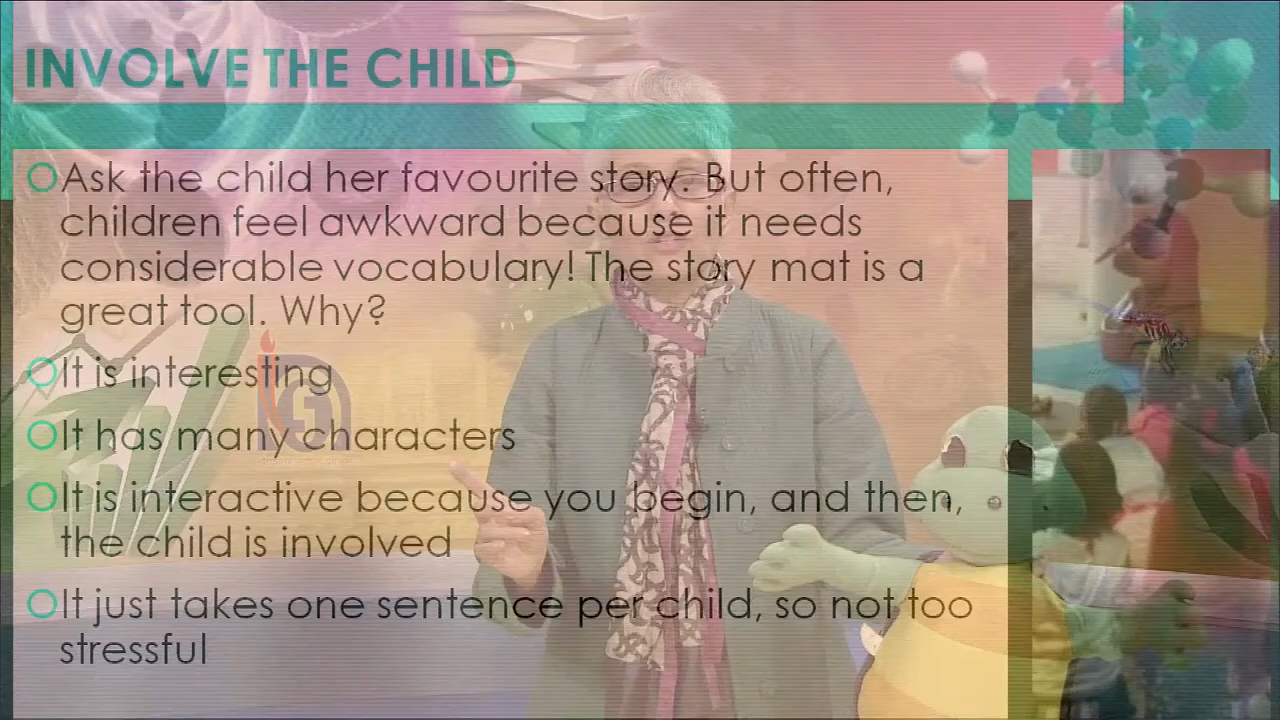 INVOLVE THE CHILD
Ask the child her favourite story. But often,
children feel awkward because it needs
considerable vocabulary! The story mat is a
great tool. Why?
It is interesting
It has many characters
It is interactive because you begin, and then,
the child is involved
It just takes one sentence per child, so not too
stressful